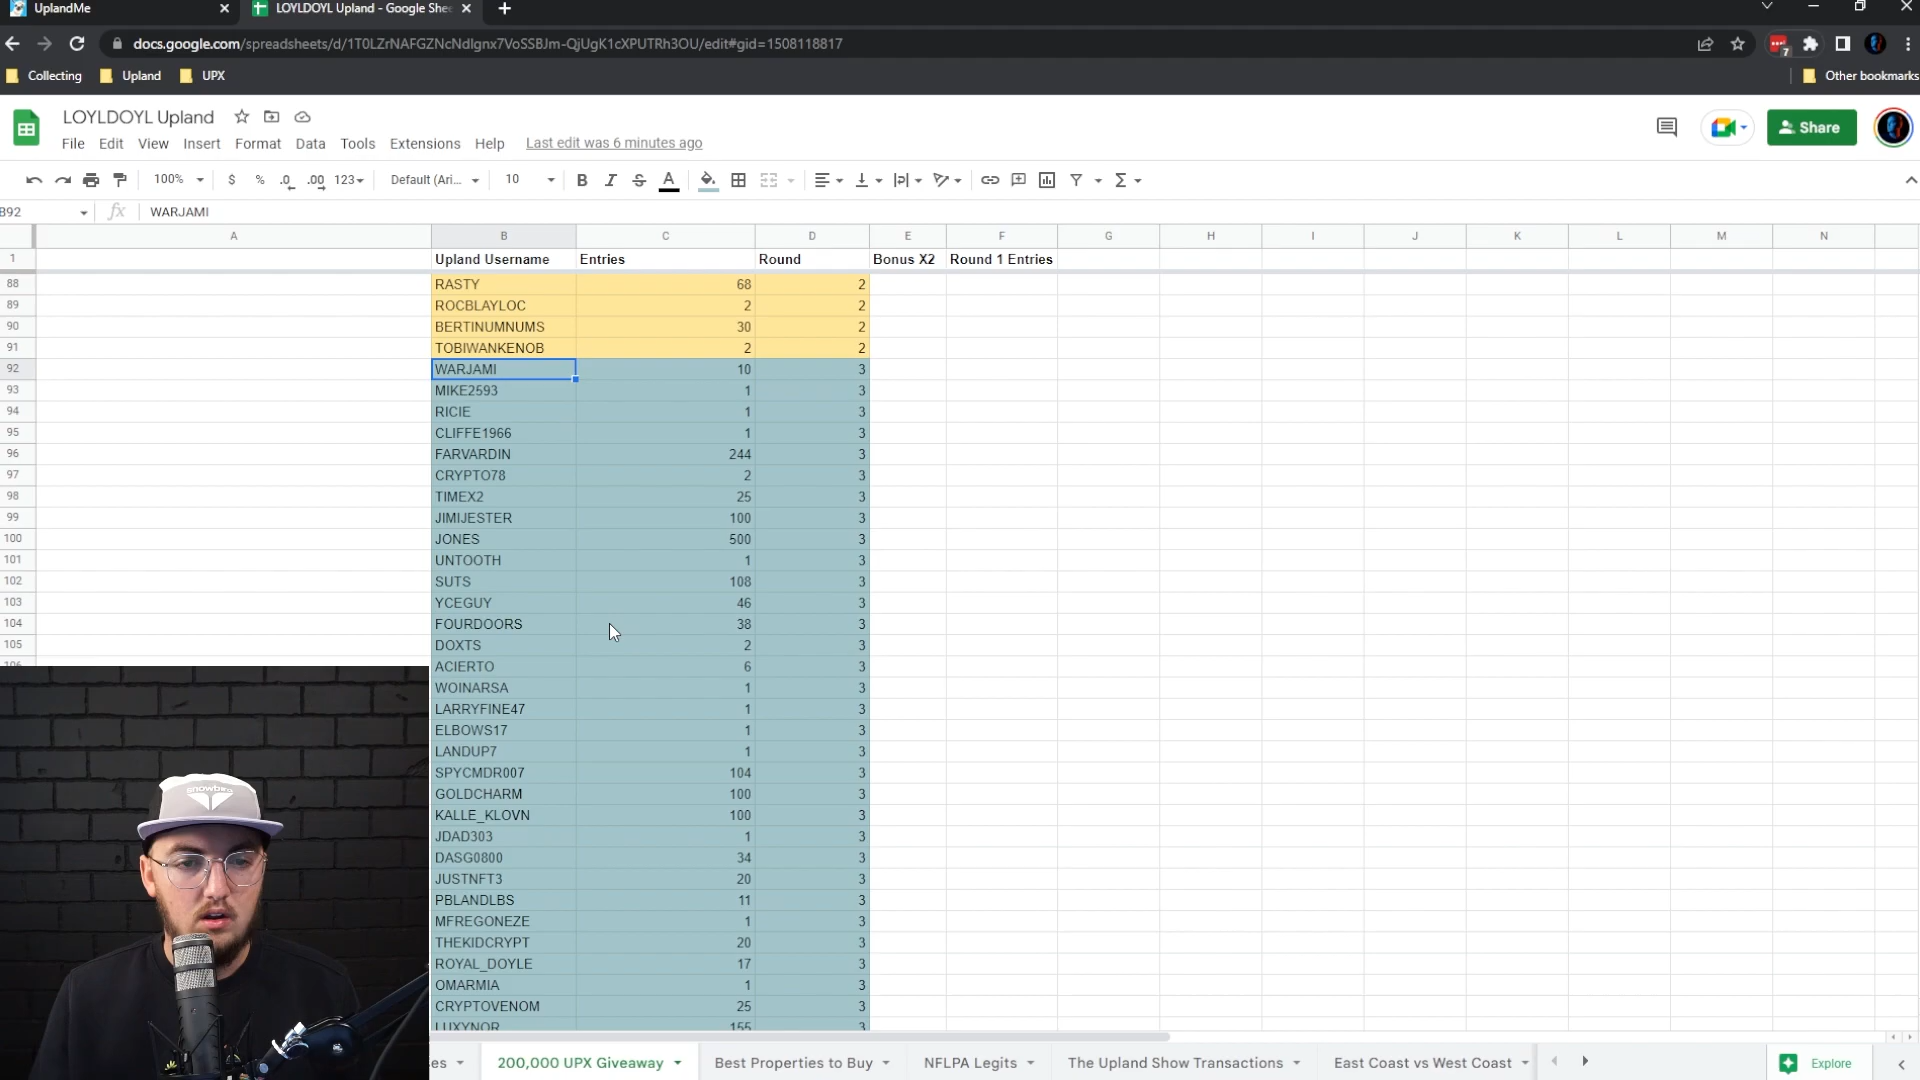 UplandMe
LOYLDOYL Upland - Google She
docs.google.com/spreadsheets/d/1T0LZrNAFGZNcNdIgnx7VoSSBJm-QjUgK1cXPUTRh3OU/edit#gid=1508118817
7
Collecting Upland UPX Other bookmarks
LOYLDOYL Upland
File Edit View Insert Format Data Tools Extensions Help Last edit was 6 minutes ago
Share
100% $ % .0 .00 123 Default (Ari... 10 B I S A Σ
B92 fx WARJAMI
A B C D E F G H I J K L M N
1 Upland Username Entries Round Bonus X2 Round 1 Entries
88 RASTY 68 2
89 ROCBLAYLOC 2 2
90 BERTINUMNUMS 30 2
91 TOBIWANKENOB 2 2
92 WARJAMI 10 3
93 MIKE2593 1 3
94 RICIE 1 3
95 CLIFFE1966 1 3
96 FARVARDIN 244 3
97 CRYPTO78 2 3
98 TIMEX2 25 3
99 JIMIJESTER 100 3
100 JONES 500 3
101 UNTOOTH 1 3
102 SUTS 108 3
103 YCEGUY 46 3
104 FOURDOORS 38 3
105 DOXTS 2 3
106 ACIERTO 6 3
WOINARSA 1 3
LARRYFINE47 1 3
ELBOWS17 1 3
LANDUP7 1 3
SPYCMDR007 104 3
GOLDCHARM 100 3
KALLE_KLOVN 100 3
JDAD303 1 3
DASG0800 34 3
JUSTNFT3 20 3
PBLANDLBS 11 3
MFREGONEZE 1 3
THEKIDCRYPT 20 3
ROYAL_DOYLE 17 3
OMARMIA 1 3
CRYPTOVENOM 25 3
LUXYNOR 155 3
snowbird
es 200,000 UPX Giveaway Best Properties to Buy NFLPA Legits The Upland Show Transactions East Coast vs West Coast Explore